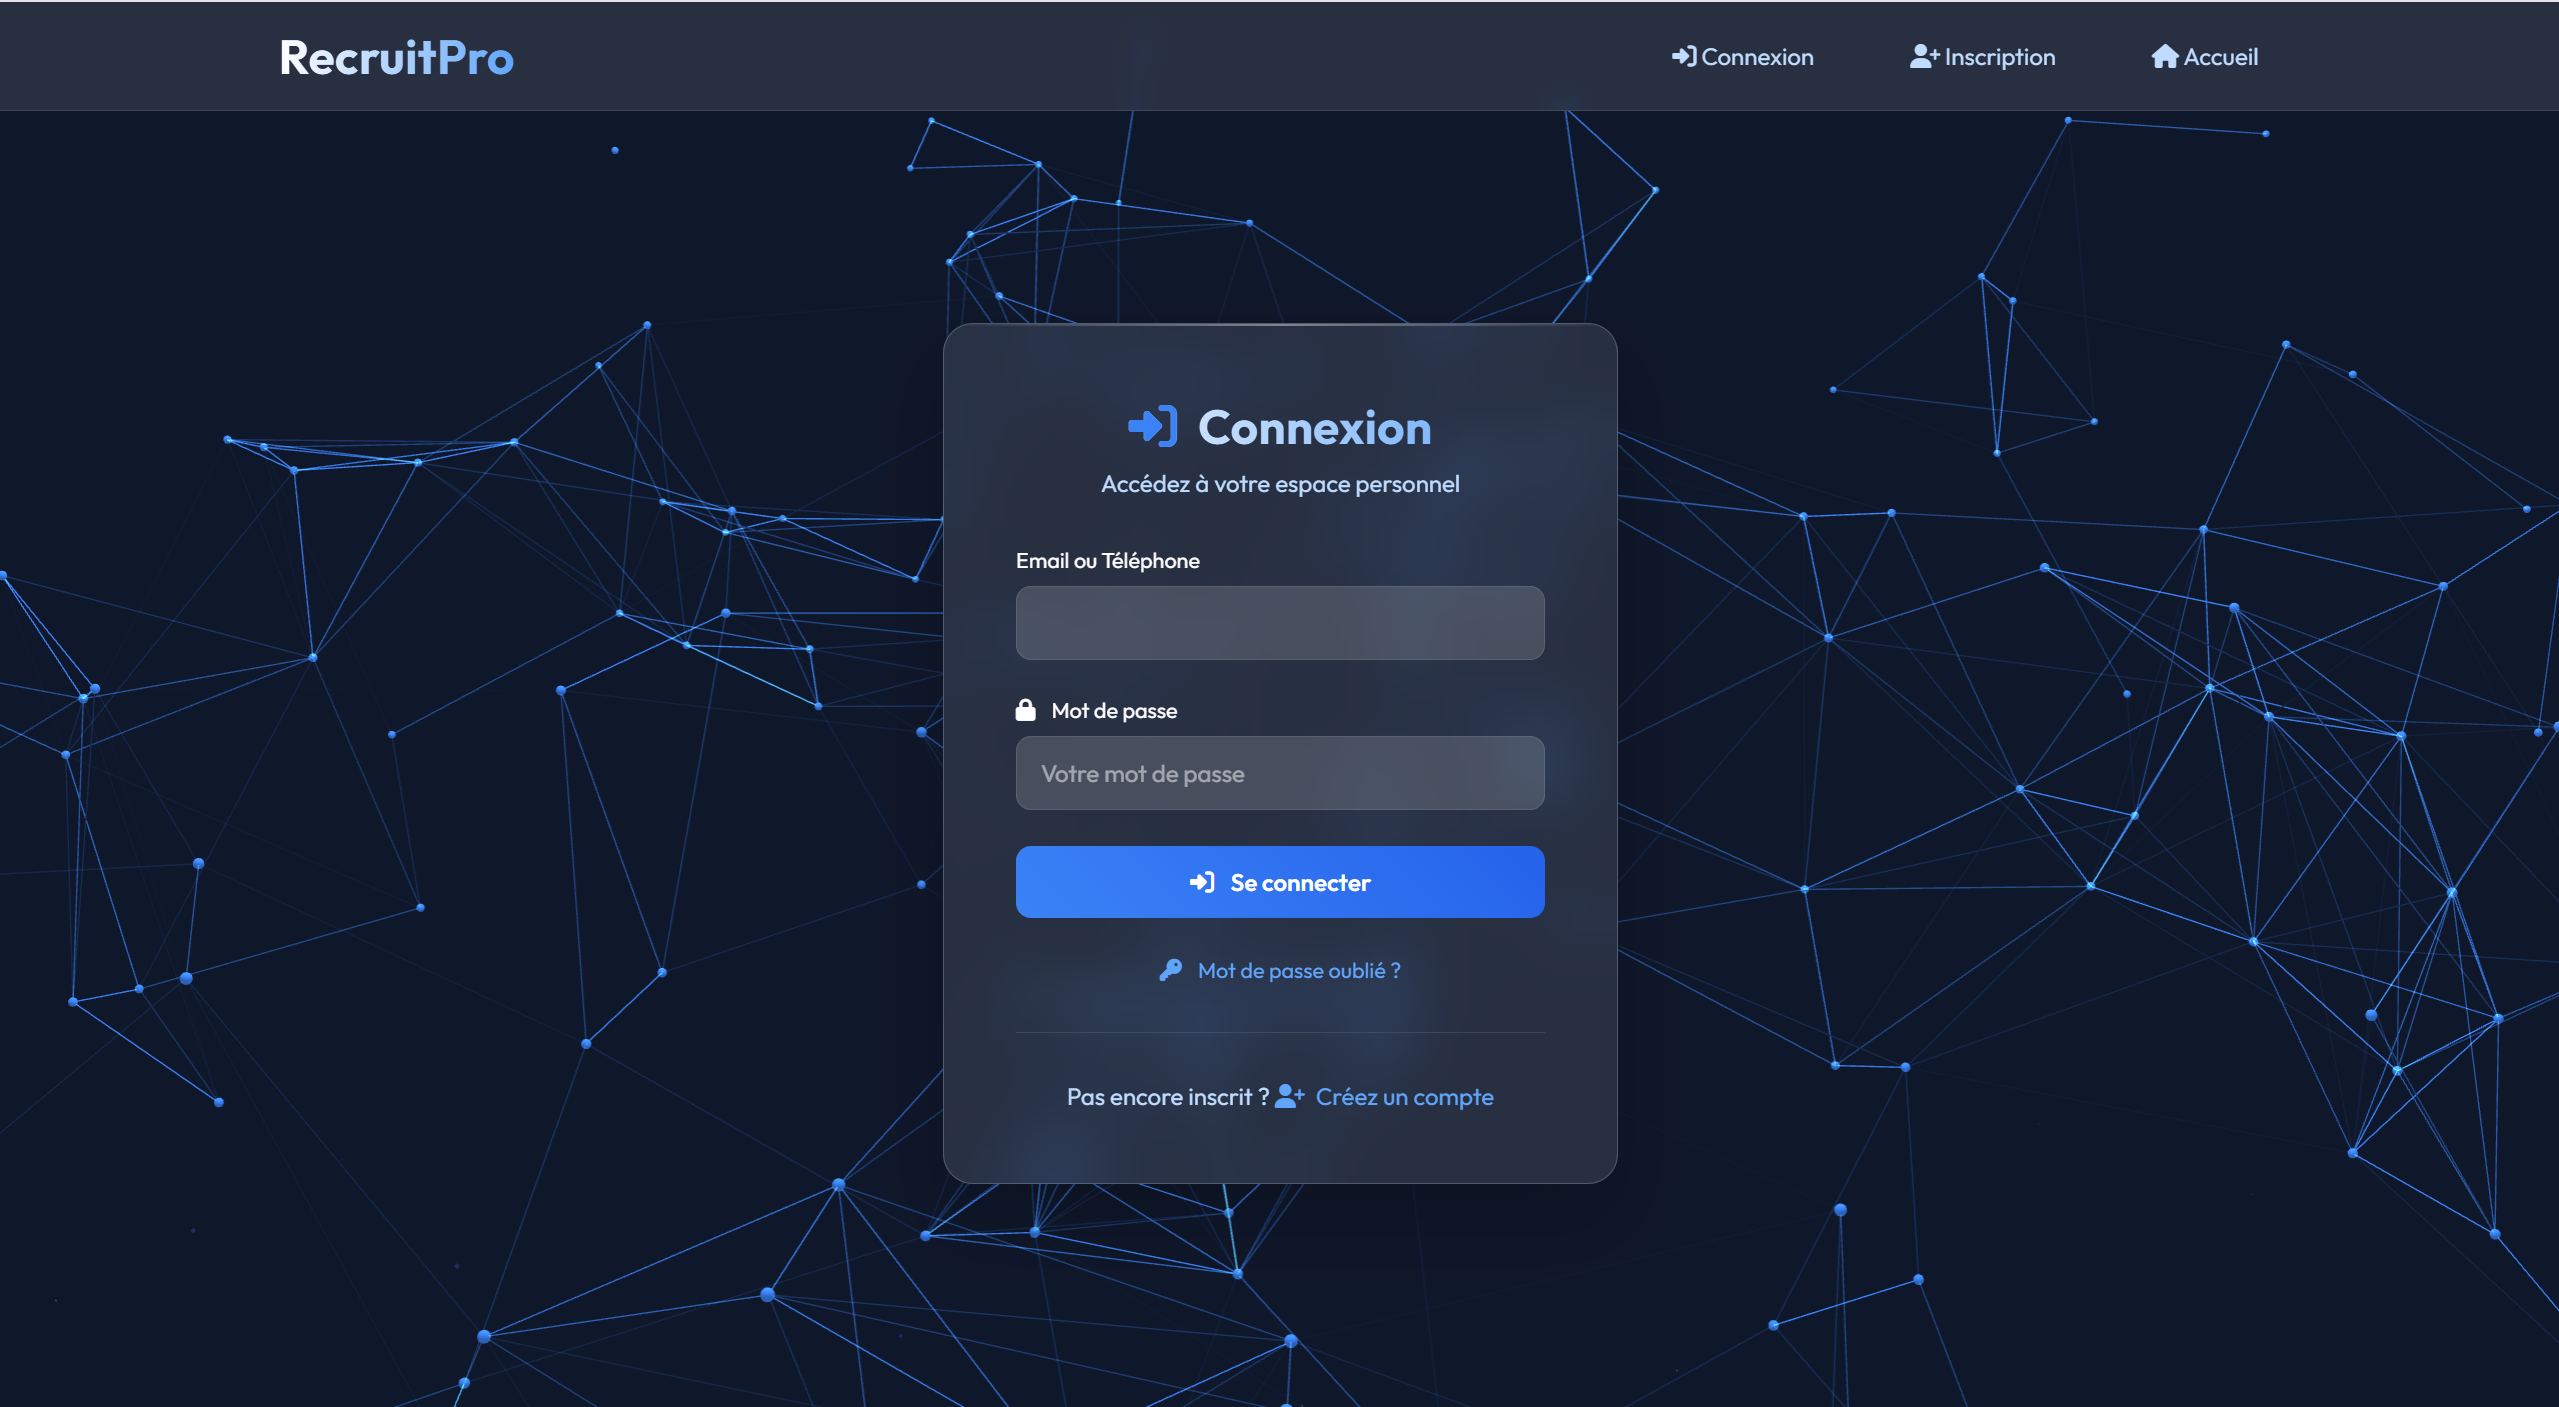 RecruitPro
Connexion
Inscription
Accueil
Connexion
Accédez à votre espace personnel
Email ou Téléphone
Mot de passe
Votre mot de passe
Se connecter
Mot de passe oublié ?
Pas encore inscrit ? Créez un compte